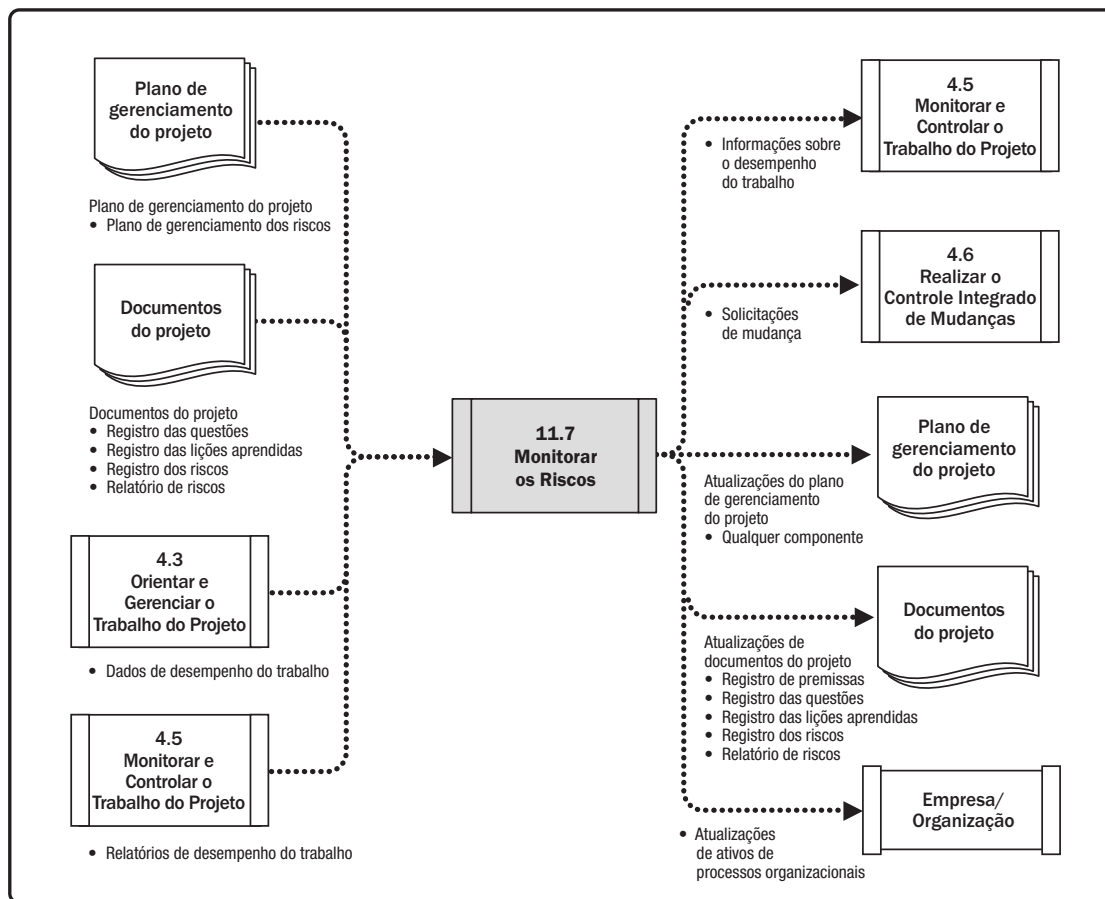 Plano de
gerenciamento
do projeto
Plano de gerenciamento do projeto
• Plano de gerenciamento dos riscos
Documentos
do projeto
Documentos do projeto
• Registro das questões
• Registro das lições aprendidas
• Registro dos riscos
• Relatório de riscos
4.3
Orientar e
Gerenciar o
Trabalho do Projeto
• Dados de desempenho do trabalho
4.5
Monitorar e
Controlar o
Trabalho do Projeto
• Relatórios de desempenho do trabalho
11.7
Monitorar
os Riscos
4.5
Monitorar e
Controlar o
Trabalho do Projeto
• Informações sobre
o desempenho
do trabalho
4.6
Realizar o
Controle Integrado
de Mudanças
• Solicitações
de mudança
Plano de
gerenciamento
do projeto
Atualizações do plano
de gerenciamento
do projeto
• Qualquer componente
Documentos
do projeto
Atualizações de
documentos do projeto
• Registro de premissas
• Registro das questões
• Registro das lições aprendidas
• Registro dos riscos
• Relatório de riscos
Empresa/
Organização
• Atualizações
de ativos de
processos organizacionais